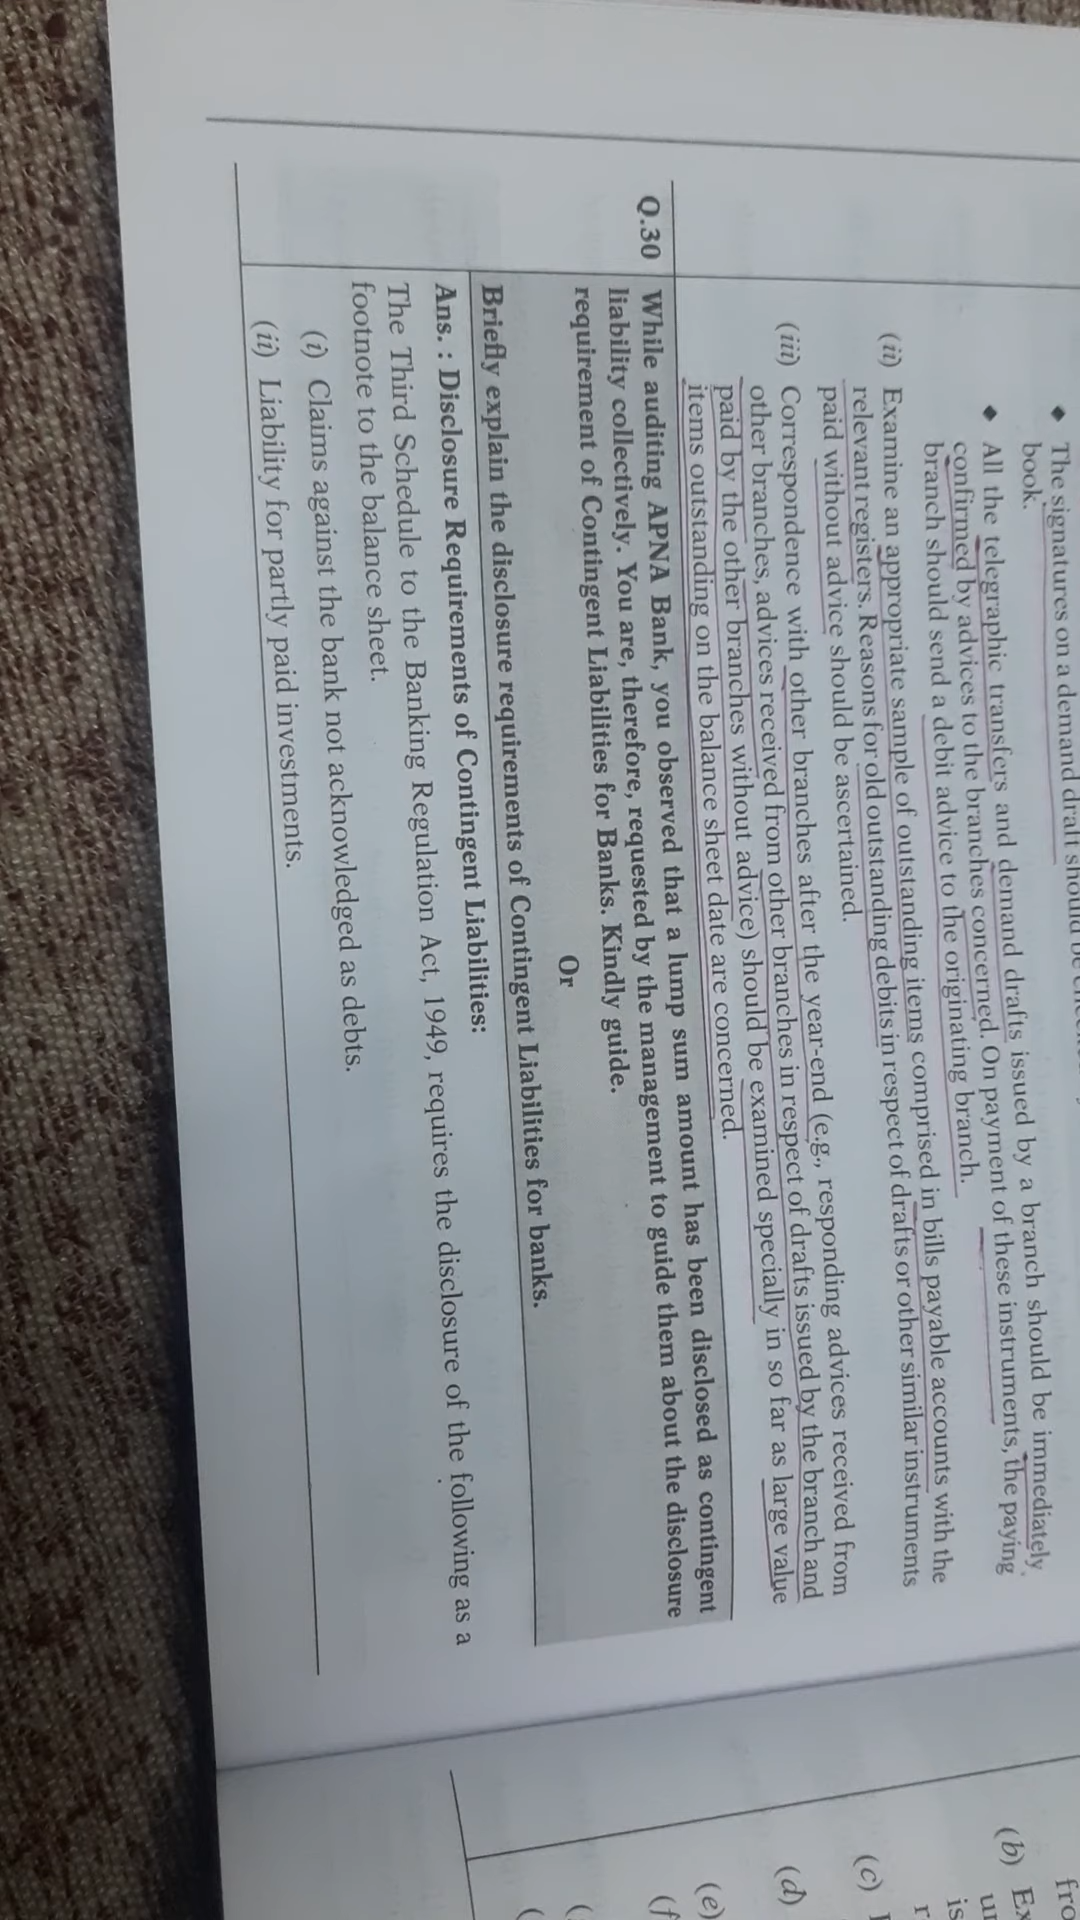 ◆ The signatures on a demand draft should be
book.
◆ All the telegraphic transfers and demand drafts issued by a branch should be immediately
confirmed by advices to the branches concerned. On payment of these instruments, the paying
branch should send a debit advice to the originating branch.
(ii) Examine an appropriate sample of outstanding items comprised in bills payable accounts with the
relevant registers. Reasons for old outstanding debits in respect of drafts or other similar instruments
paid without advice should be ascertained.
(iii) Correspondence with other branches after the year-end (e.g., responding advices received from
other branches, advices received from other branches in respect of drafts issued by the branch and
paid by the other branches without advice) should be examined specially in so far as large value
items outstanding on the balance sheet date are concerned.
Q.30 While auditing APNA Bank, you observed that a lump sum amount has been disclosed as contingent
liability collectively. You are, therefore, requested by the management to guide them about the disclosure
requirement of Contingent Liabilities for Banks. Kindly guide.
Or
Briefly explain the disclosure requirements of Contingent Liabilities for banks.
Ans. : Disclosure Requirements of Contingent Liabilities:
The Third Schedule to the Banking Regulation Act, 1949, requires the disclosure of the following as a
footnote to the balance sheet.
(i) Claims against the bank not acknowledged as debts.
(ii) Liability for partly paid investments.
(b)
(c)
(d)
(e)